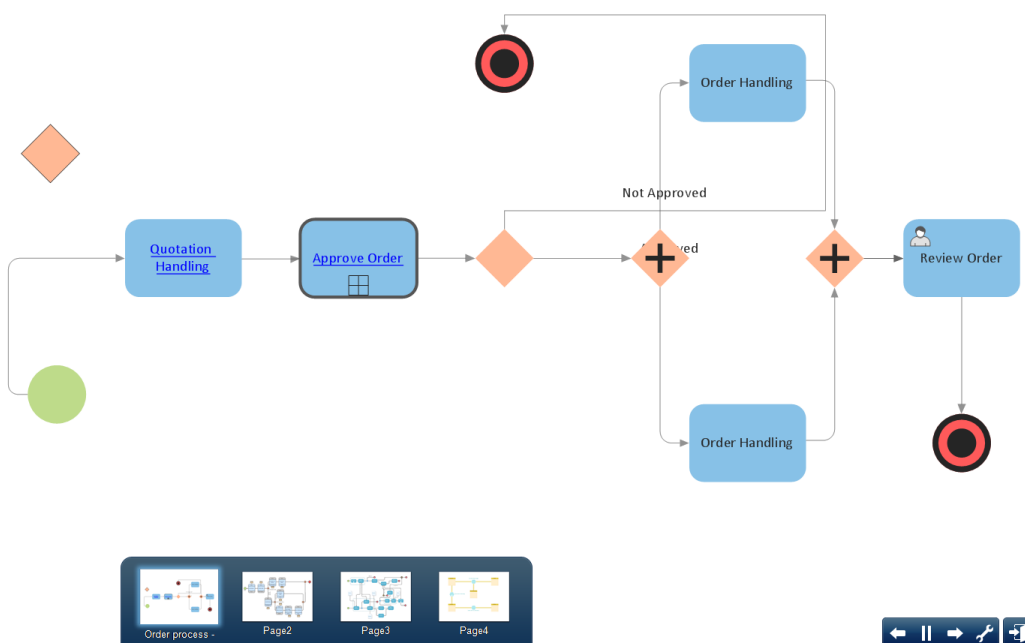 Order Handling
Not Approved
Quotation
Handling
Approve Order
Review Order
Order Handling
Order process -
Page2
Page3
Page4